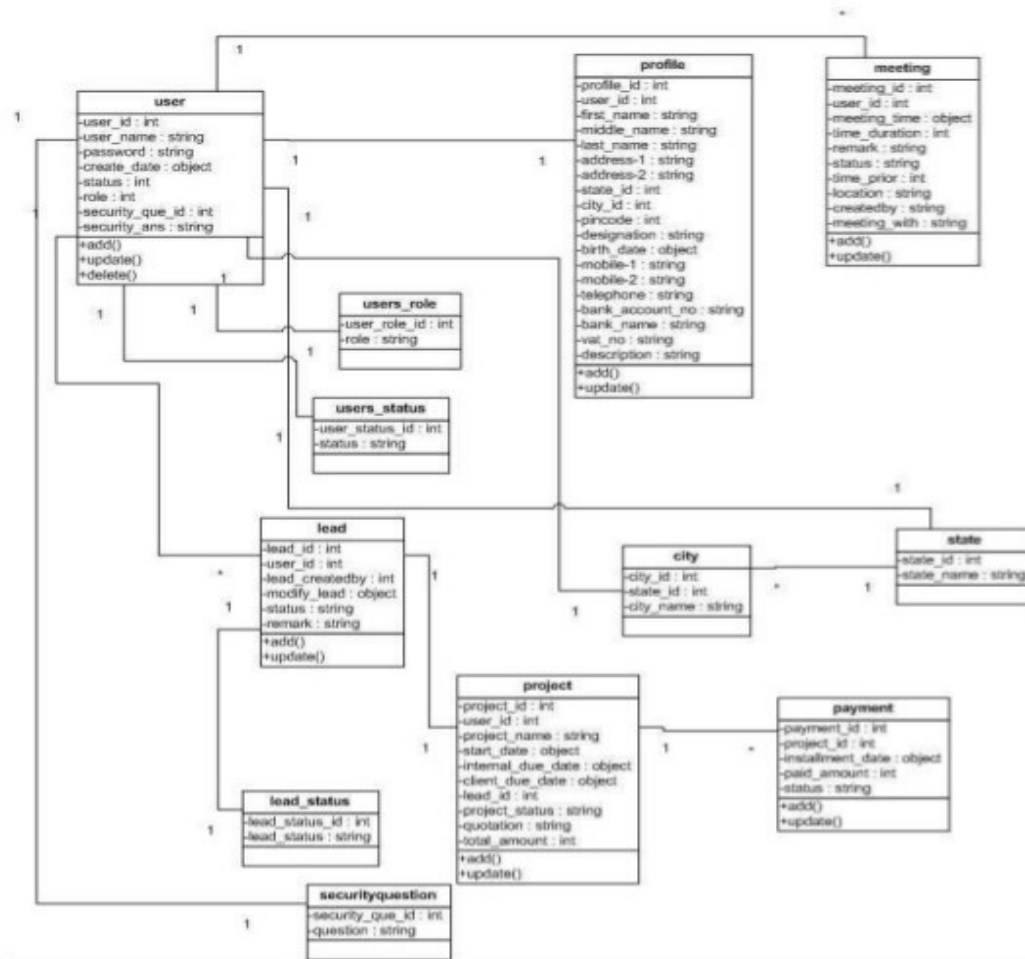 *
1
1
user
-user_id : int
-user_name : string
-password : string
-create_date : object
-status : int
-role : int
-security_que_id : int
-security_ans : string
+add()
+update()
+delete()
1
1
1
1
1
1
1
1
profile
-profile_id : int
-user_id : int
-first_name : string
-middle_name : string
-last_name : string
-address-1 : string
-address-2 : string
-state_id : int
-city_id : int
-pincode : int
-designation : string
-birth_date : object
-mobile-1 : string
-mobile-2 : string
-telephone : string
-bank_account_no : string
-bank_name : string
-vat_no : string
-description : string
+add()
+update()
meeting
-meeting_id : int
-user_id : int
-meeting_time : object
-time_duration : int
-remark : string
-status : string
-time_prior : int
-location : string
-createdby : string
-meeting_with : string
+add()
+update()
users_role
-user_role_id : int
-role : string
1
users_status
-user_status_id : int
-status : string
1
1
lead
-lead_id : int
-user_id : int
-lead_createdby : int
-modify_lead : object
-status : string
-remark : string
+add()
+update()
*
1
1
city
-city_id : int
-state_id : int
-city_name : string
1
*
1
state
-state_id : int
-state_name : string
project
-project_id : int
-user_id : int
-project_name : string
-start_date : object
-internal_due_date : object
-client_due_date : object
-lead_id : int
-project_status : string
-quotation : string
-total_amount : int
+add()
+update()
1
1
*
payment
-payment_id : int
-project_id : int
-installment_date : object
-paid_amount : int
-status : string
+add()
+update()
lead_status
-lead_status_id : int
-lead_status : string
1
securityquestion
-security_que_id : int
-question : string
1